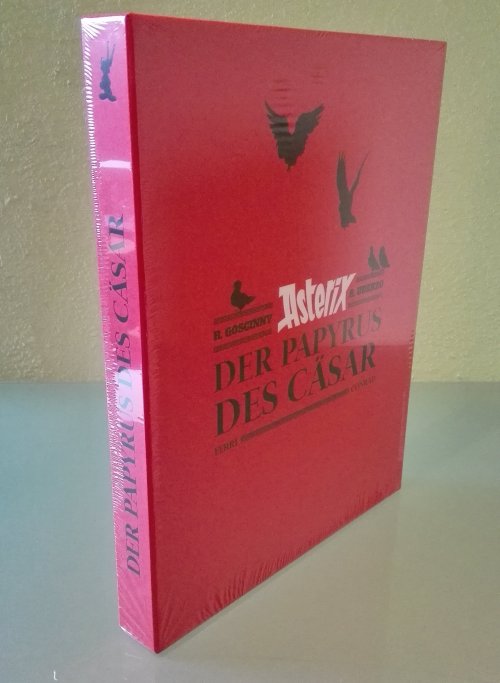 DER PAPYRUS DES CÄSAR
Asterix
R. GOSCINNY A. UDERZO
DER PAPYRUS
DES CÄSAR
FERRI CONRAD